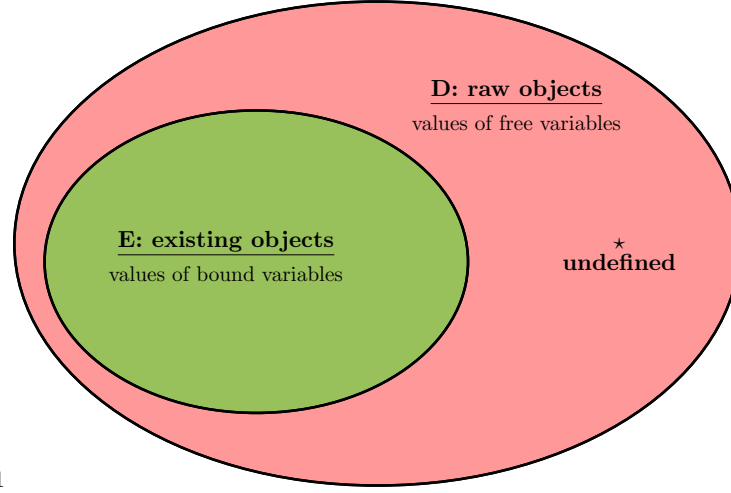 D: raw objects
values of free variables
E: existing objects
values of bound variables
⋆
undefined